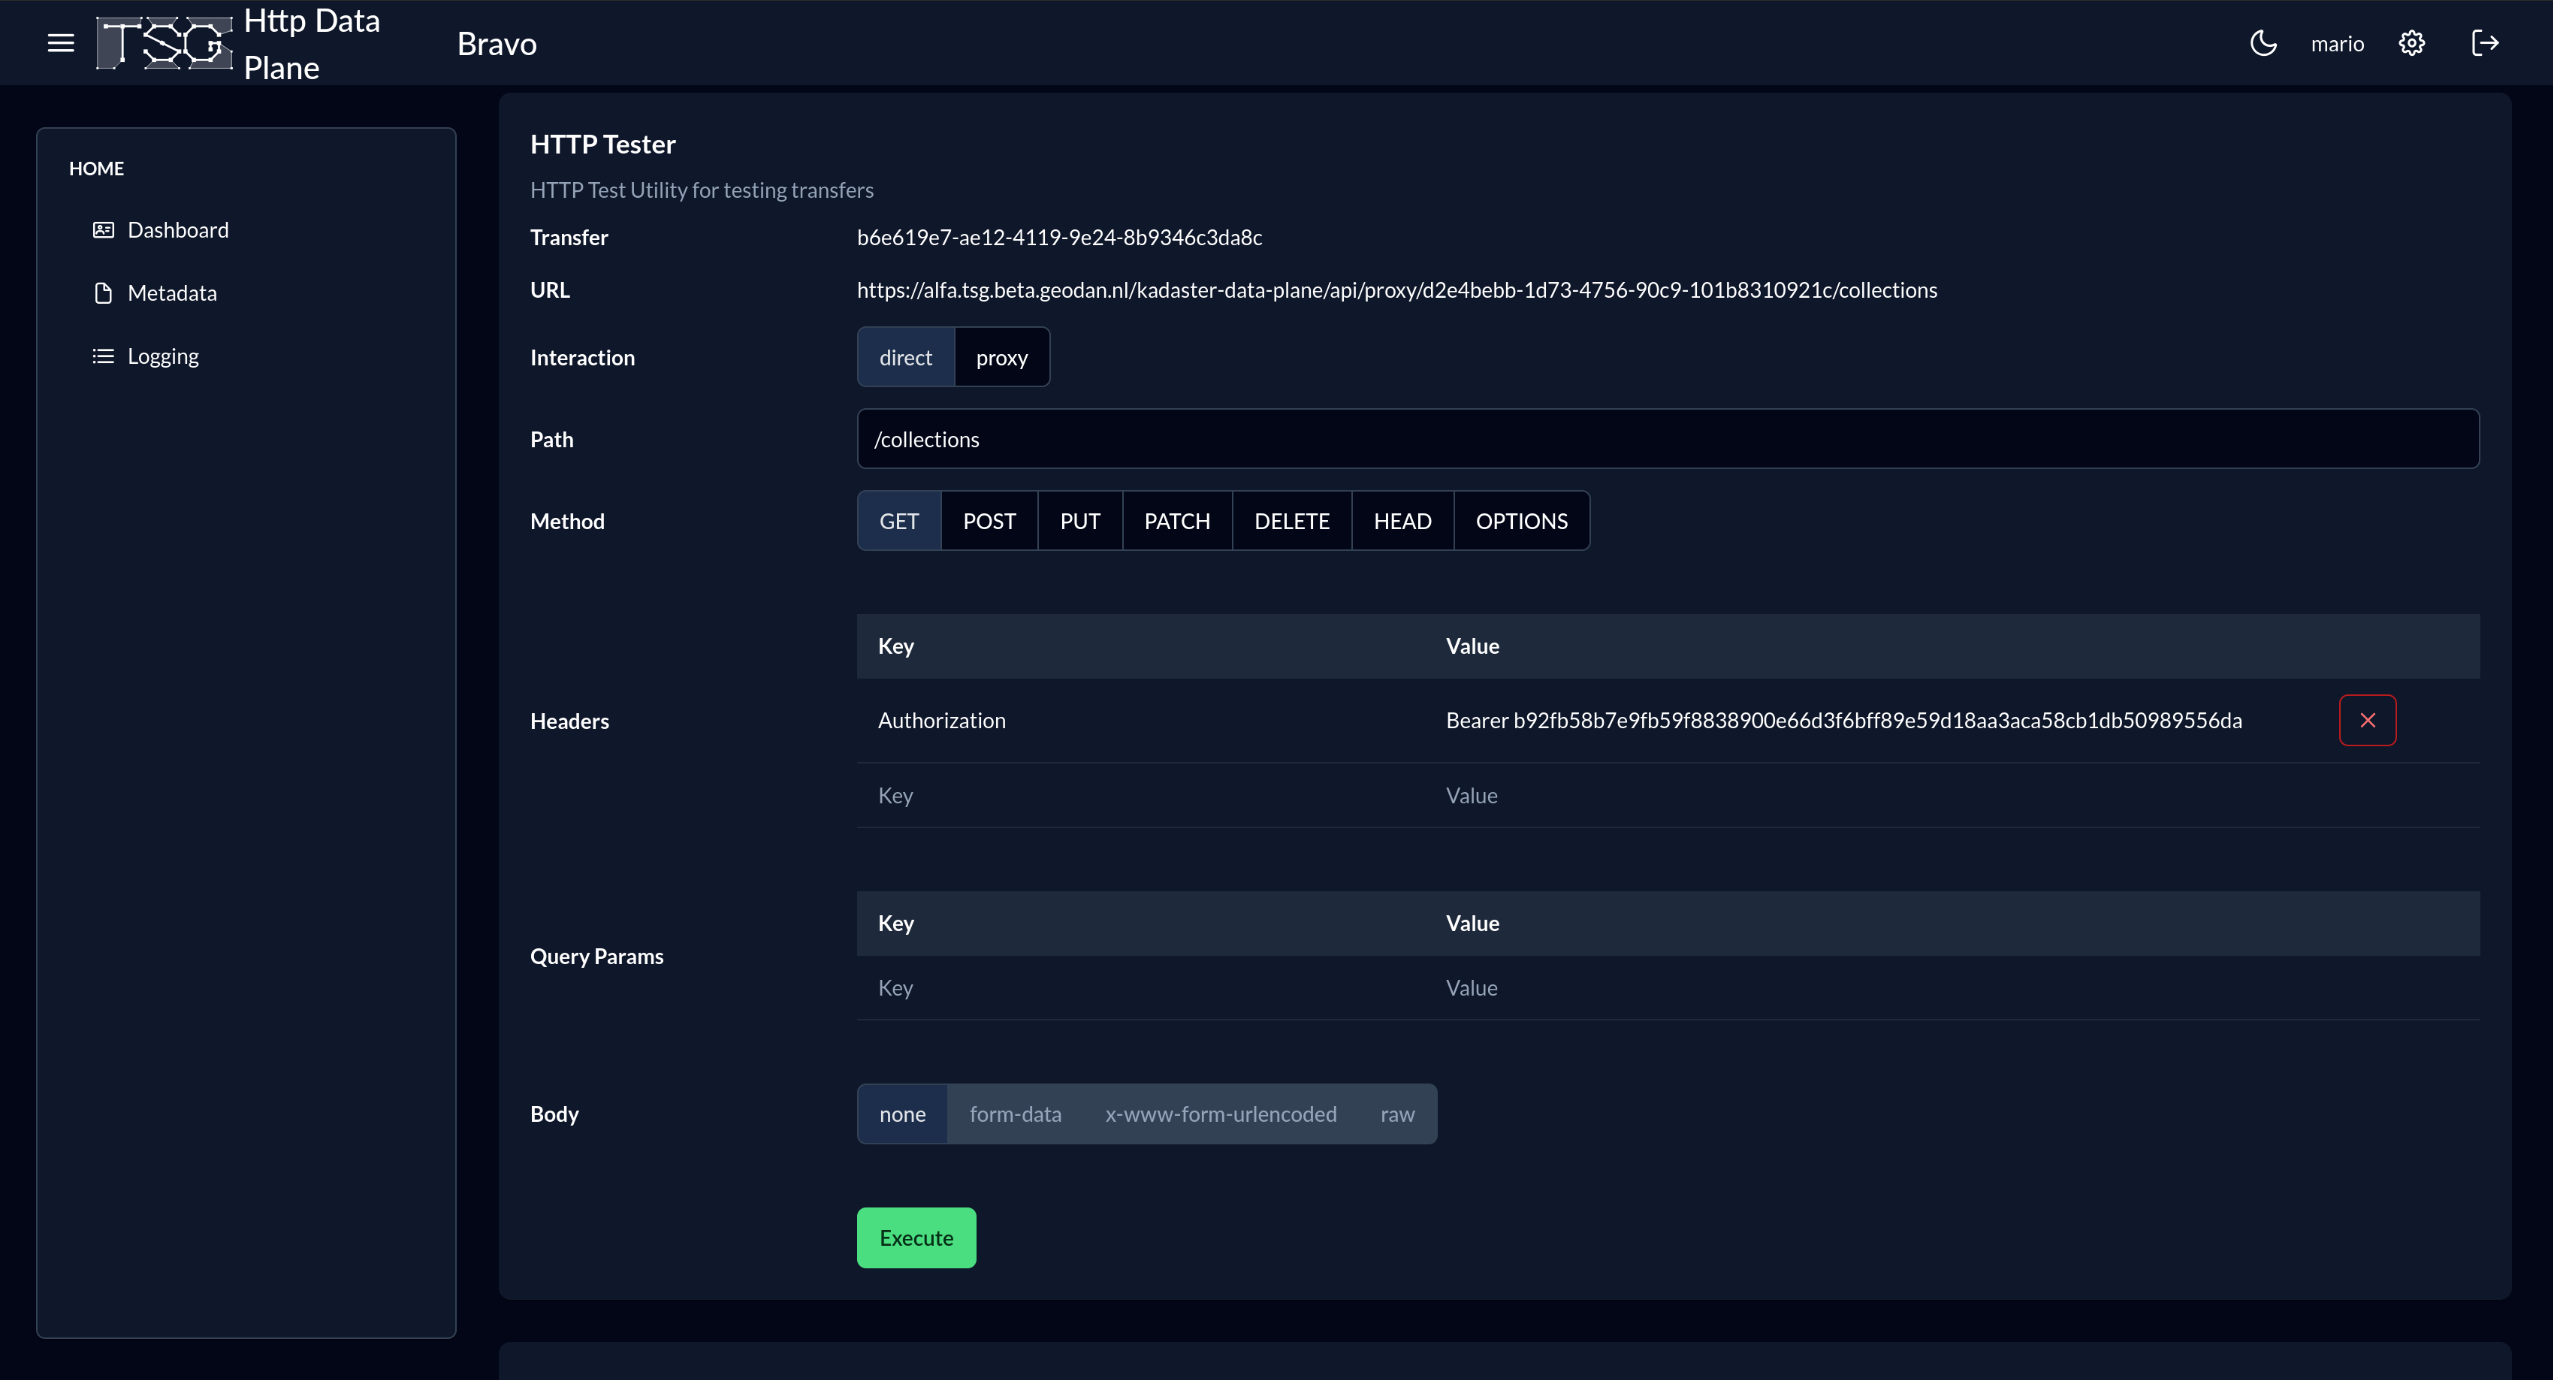 TSG
Http Data
Plane
Bravo
mario
HOME
Dashboard
Metadata
Logging
HTTP Tester
HTTP Test Utility for testing transfers
Transfer b6e619e7-ae12-4119-9e24-8b9346c3da8c
URL https://alfa.tsg.beta.geodan.nl/kadaster-data-plane/api/proxy/d2e4bebb-1d73-4756-90c9-101b8310921c/collections
Interaction direct proxy
Path /collections
Method GET POST PUT PATCH DELETE HEAD OPTIONS
Key Value
Headers Authorization Bearer b92fb58b7e9fb59f8838900e66d3f6bff89e59d18aa3aca58cb1db50989556da
Key Value
Key Value
Query Params
Key Value
Body none form-data x-www-form-urlencoded raw
Execute